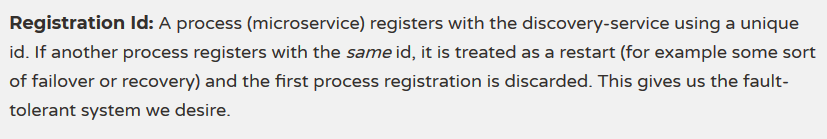 Registration Id: A process (microservice) registers with the discovery-service using a unique
id. If another process registers with the same id, it is treated as a restart (for example some sort
of failover or recovery) and the first process registration is discarded. This gives us the fault-
tolerant system we desire.